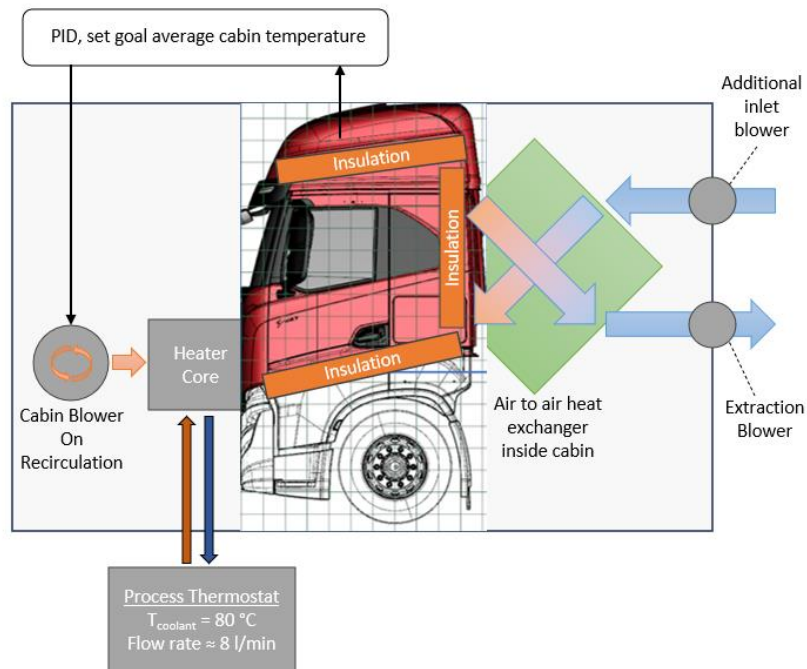 PID, set goal average cabin temperature
Additional
inlet
blower
Insulation
Insulation
Insulation
Heater
Core
Cabin Blower
On
Recirculation
Air to air heat
exchanger
inside cabin
Extraction
Blower
Process Thermostat
Tcoolant = 80 °C
Flow rate ≈ 8 l/min